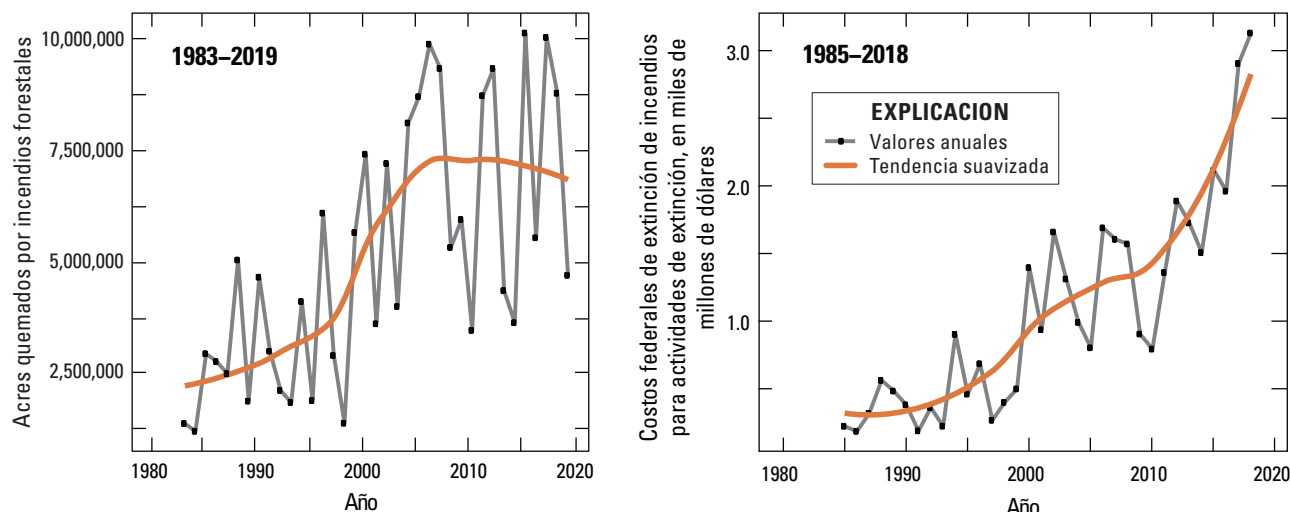 Acres quemados por incendios forestales
10,000,000
7,500,000
5,000,000
2,500,000
1983–2019
1980
1990
2000
2010
2020
Año
Costos federales de extinción de incendios
para actividades de extinción, en miles de
millones de dólares
3.0
2.0
1.0
1985–2018
EXPLICACION
Valores anuales
Tendencia suavizada
1980
1990
2000
2010
2020
Año